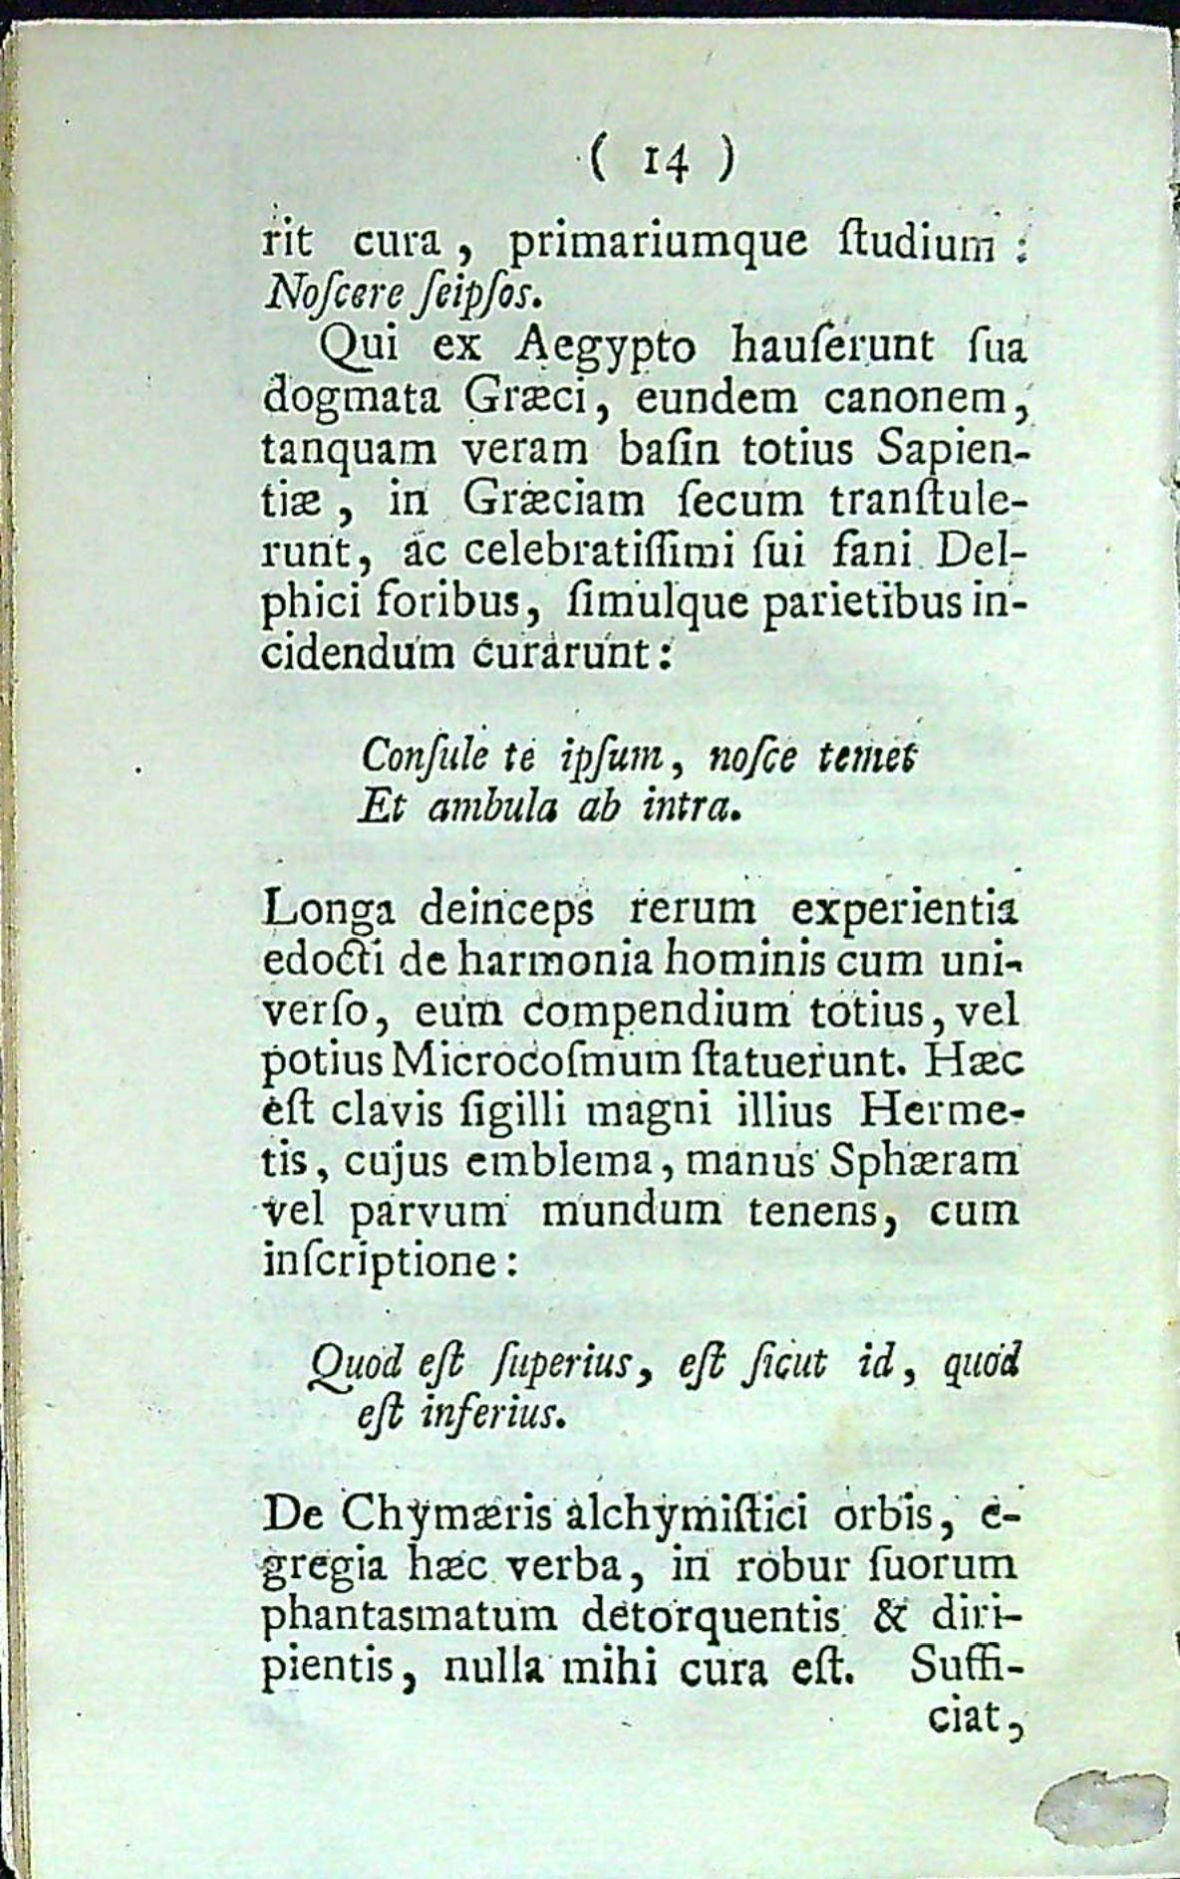 ( 14 )
rit cura, primariumque ſtudium :
Noſcere ſeipſos.
Qui ex Aegypto hauſerunt ſua
dogmata Græci, eundem canonem,
tanquam veram baſin totius Sapien-
tiæ, in Græciam ſecum tranſtule-
runt, ac celebratiſſimi ſui fani Del-
phici foribus, ſimulque parietibus in-
cidendum curarunt:
Conſule te ipſum, noſce temet
Et ambula ab intra.
Longa deinceps rerum experientia
edocti de harmonia hominis cum uni-
verſo, eum compendium totius, vel
potius Microcoſmum ſtatuerunt. Hæc
eſt clavis ſigilli magni illius Herme-
tis, cujus emblema, manus Sphæram
vel parvum mundum tenens, cum
inſcriptione:
Quod eſt ſuperius, eſt ſicut id, quod
eſt inferius.
De Chymæris alchymiſtici orbis, e-
gregia hæc verba, in robur ſuorum
phantasmatum detorquentis & diri-
pientis, nulla mihi cura eſt. Suffi-
ciat,